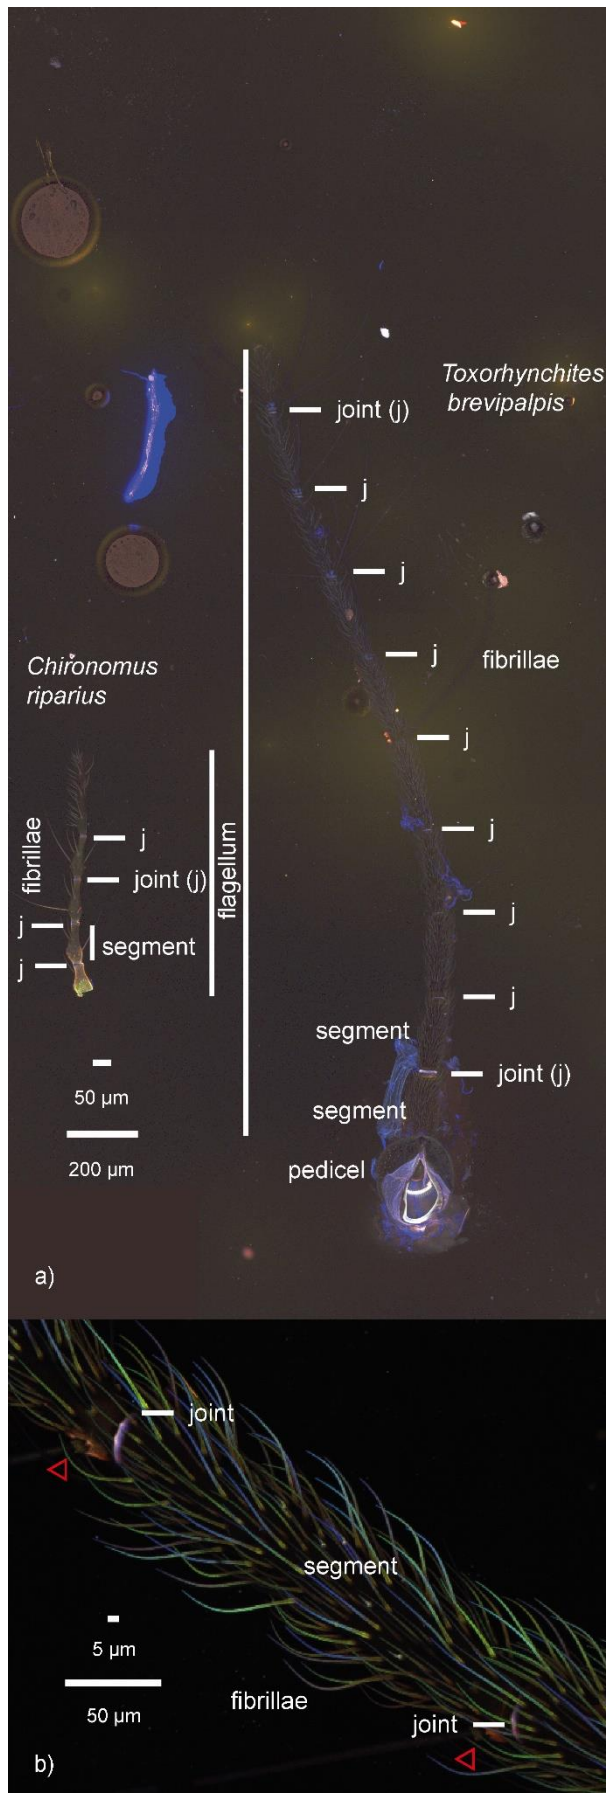 Toxorhynchites
brevipalpis
joint (j)
j
j
j
fibrillae
j
j
j
j
joint (j)
segment
segment
pedicel
flagellum
Chironomus
riparius
fibrillae
j
joint (j)
j
segment
j
50 µm
200 µm
a)
joint
segment
5 µm
50 µm
fibrillae
joint
b)